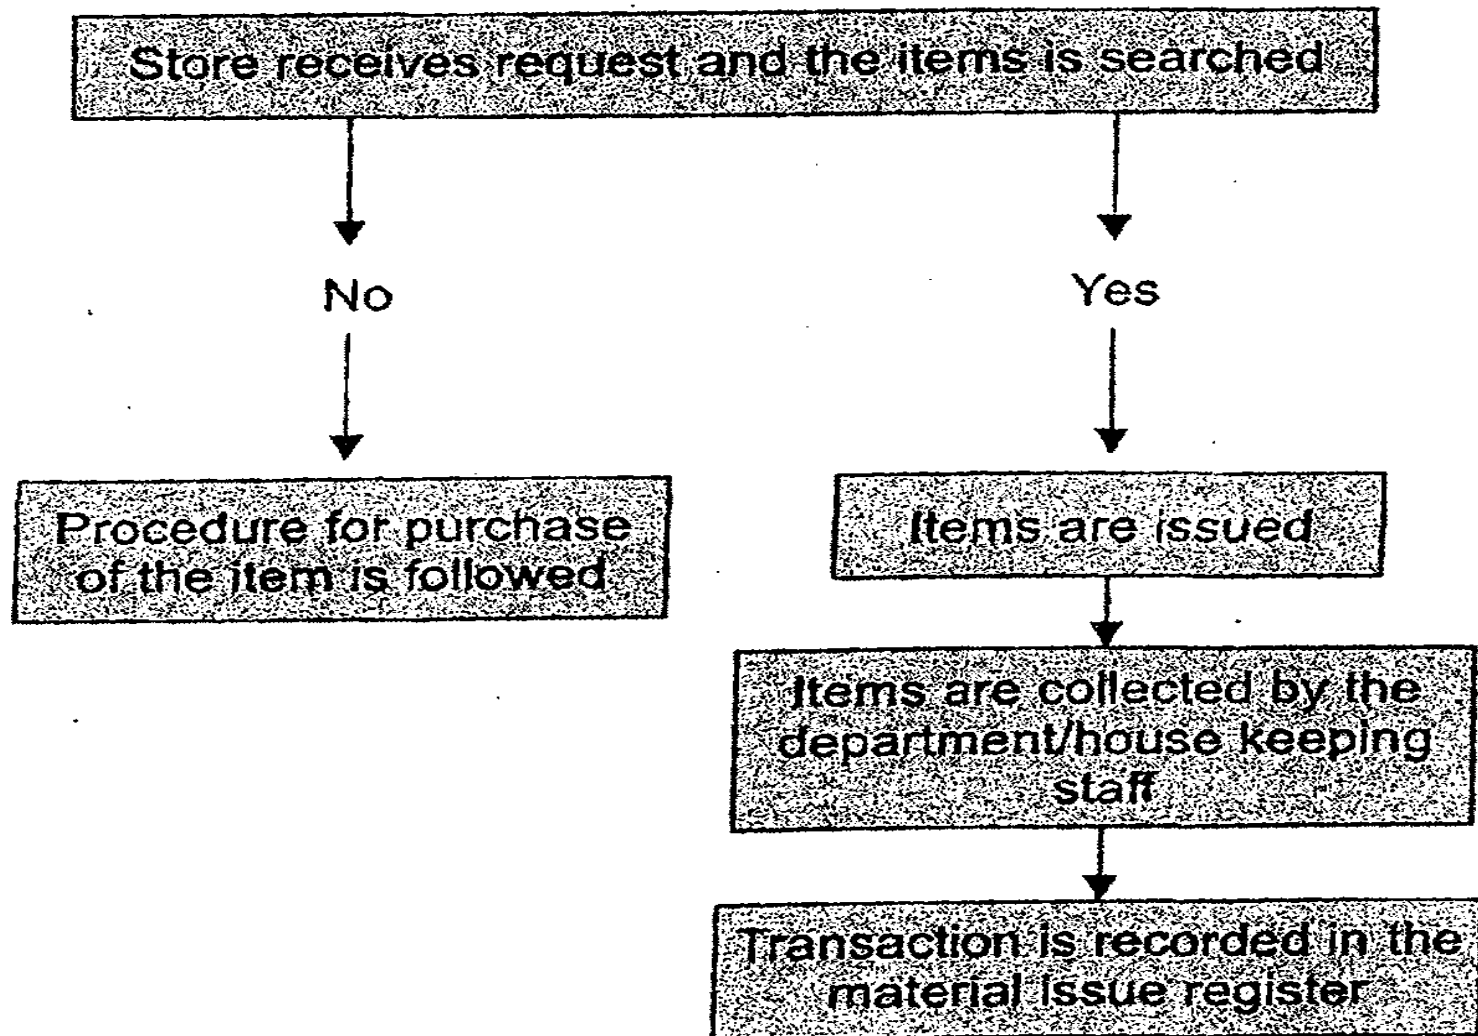 Store receives request and the items is searched
No
Yes
Procedure for purchase
of the item is followed
Items are issued
Items are collected by the
department/house keeping
staff
Transaction is recorded in the
material issue register